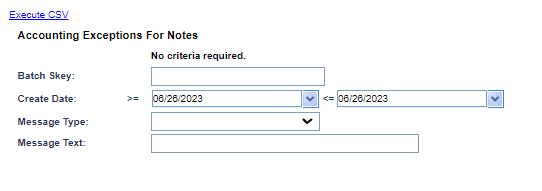 Execute CSV
Accounting Exceptions For Notes
No criteria required.
Batch Skey:
Create Date: >= 06/26/2023 <= 06/26/2023
Message Type:
Message Text: